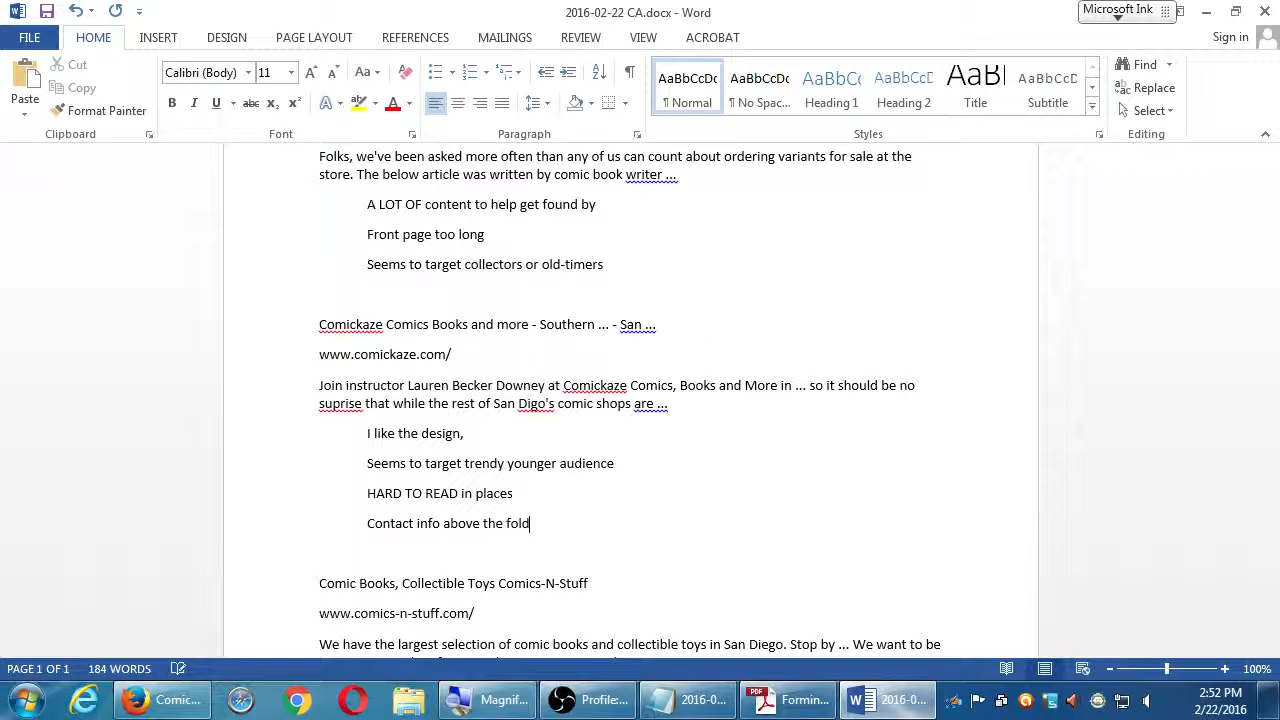 2016-02-22 CA.docx - Word
Microsoft Ink
FILE HOME INSERT DESIGN PAGE LAYOUT REFERENCES MAILINGS REVIEW VIEW ACROBAT
Sign in
Paste
Cut
Copy
Format Painter
Clipboard
Calibri (Body) 11
Aa
B I U abc x₂ x²
A A
Font
Paragraph
AaBbCcDc AaBbCcDc AaBbCc AaBbCcD AaB AaBbCcD
¶ Normal ¶ No Spac... Heading 1 Heading 2 Title Subtitle
Styles
Find
Replace
Select
Editing
Folks, we've been asked more often than any of us can count about ordering variants for sale at the
store. The below article was written by comic book writer ...
A LOT OF content to help get found by
Front page too long
Seems to target collectors or old-timers
Comickaze Comics Books and more - Southern ... - San ...
www.comickaze.com/
Join instructor Lauren Becker Downey at Comickaze Comics, Books and More in ... so it should be no
suprise that while the rest of San Digo's comic shops are ...
I like the design,
Seems to target trendy younger audience
HARD TO READ in places
Contact info above the fold
Comic Books, Collectible Toys Comics-N-Stuff
www.comics-n-stuff.com/
We have the largest selection of comic books and collectible toys in San Diego. Stop by ... We want to be
PAGE 1 OF 1 184 WORDS
100%
Comic... Magnif... Profile:... 2016-0... PDF Formin... 2016-0...
2:52 PM
2/22/2016